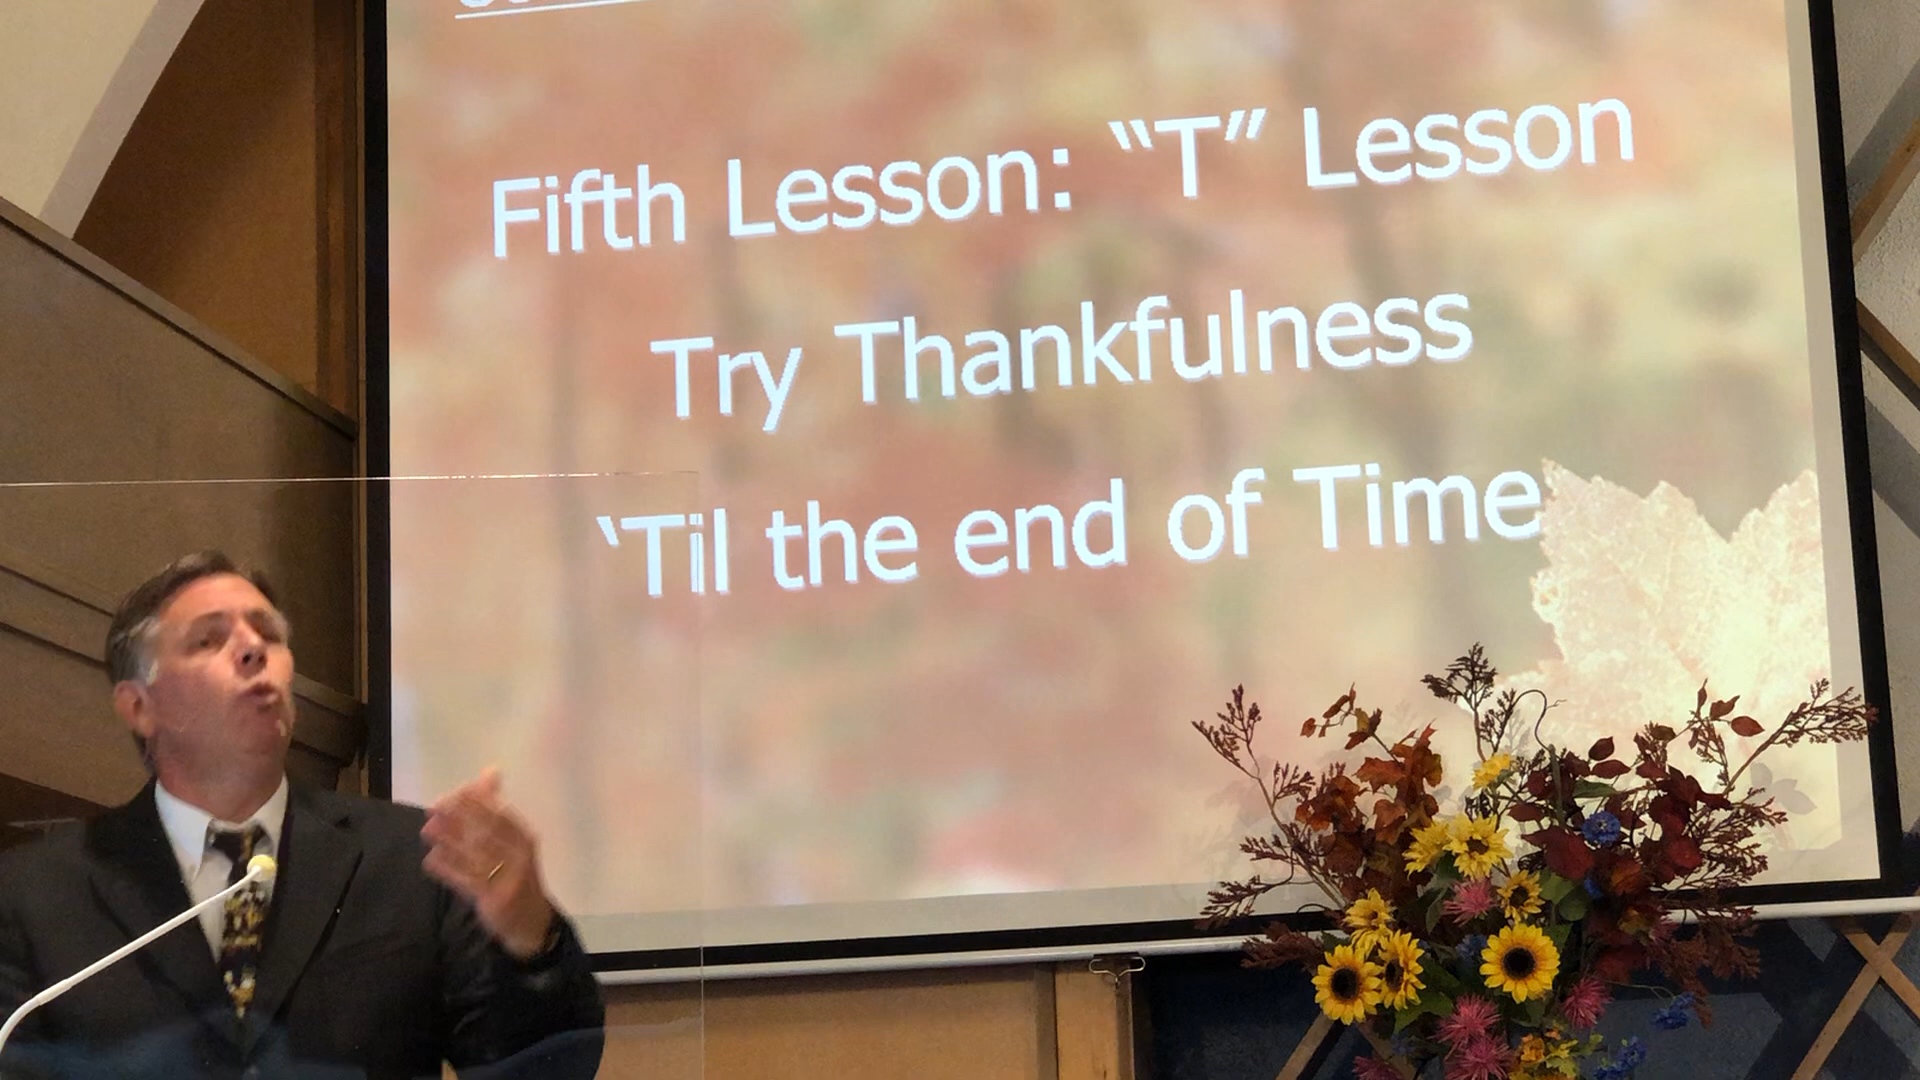 Fifth Lesson: “T” Lesson
Try Thankfulness
‘Til the end of Time